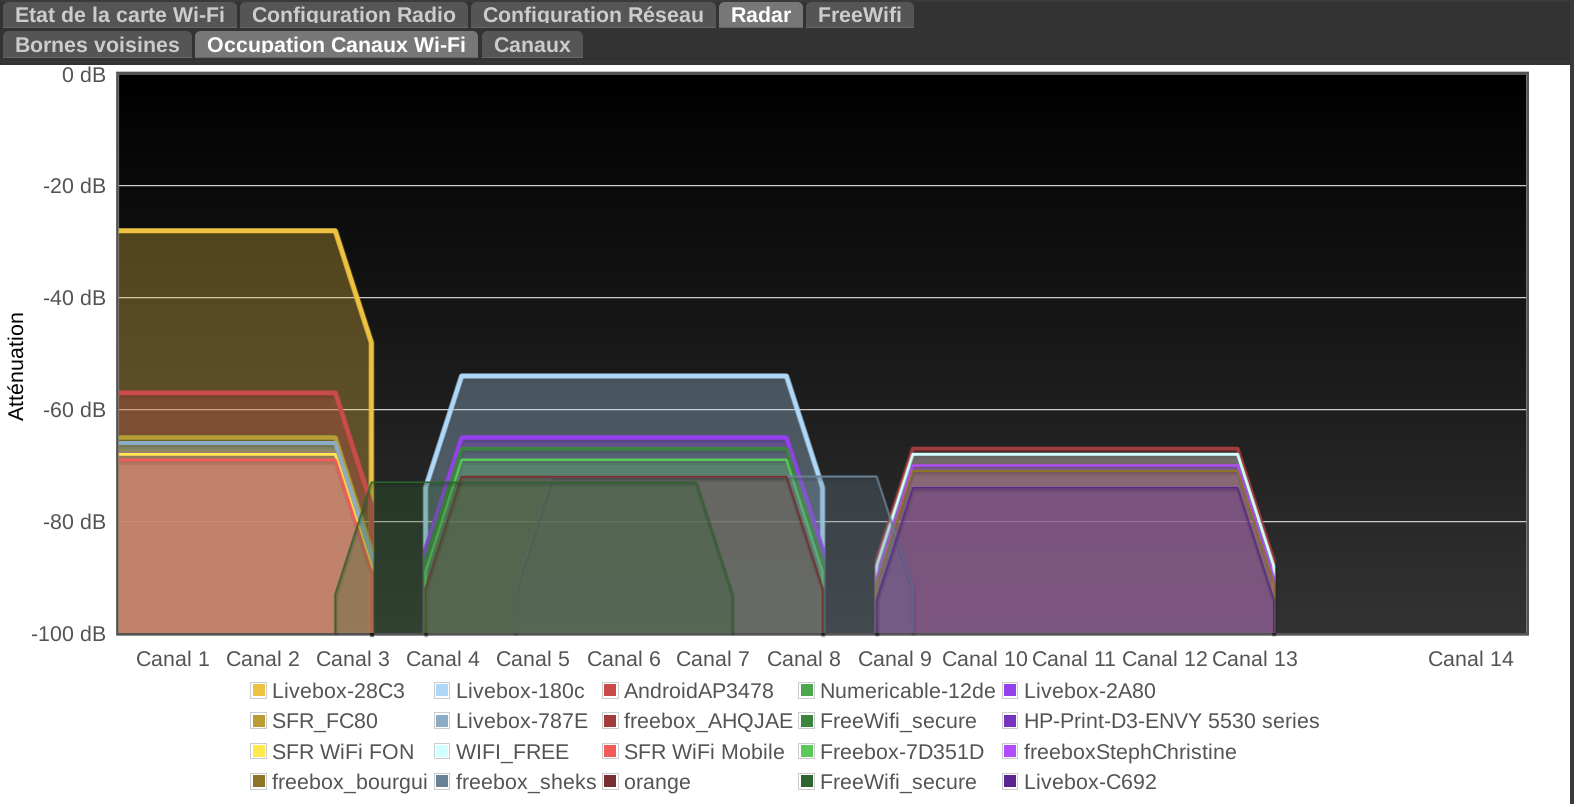 Etat de la carte Wi-Fi Configuration Radio Configuration Réseau Radar FreeWifi
Bornes voisines Occupation Canaux Wi-Fi Canaux
0 dB
-20 dB
-40 dB
-60 dB
-80 dB
-100 dB
Atténuation
Canal 1 Canal 2 Canal 3 Canal 4 Canal 5 Canal 6 Canal 7 Canal 8 Canal 9 Canal 10 Canal 11 Canal 12 Canal 13 Canal 14
Livebox-28C3 Livebox-180c AndroidAP3478 Numericable-12de Livebox-2A80
SFR_FC80 Livebox-787E freebox_AHQJAE FreeWifi_secure HP-Print-D3-ENVY 5530 series
SFR WiFi FON WIFI_FREE SFR WiFi Mobile Freebox-7D351D freeboxStephChristine
freebox_bourgui freebox_sheks orange FreeWifi_secure Livebox-C692